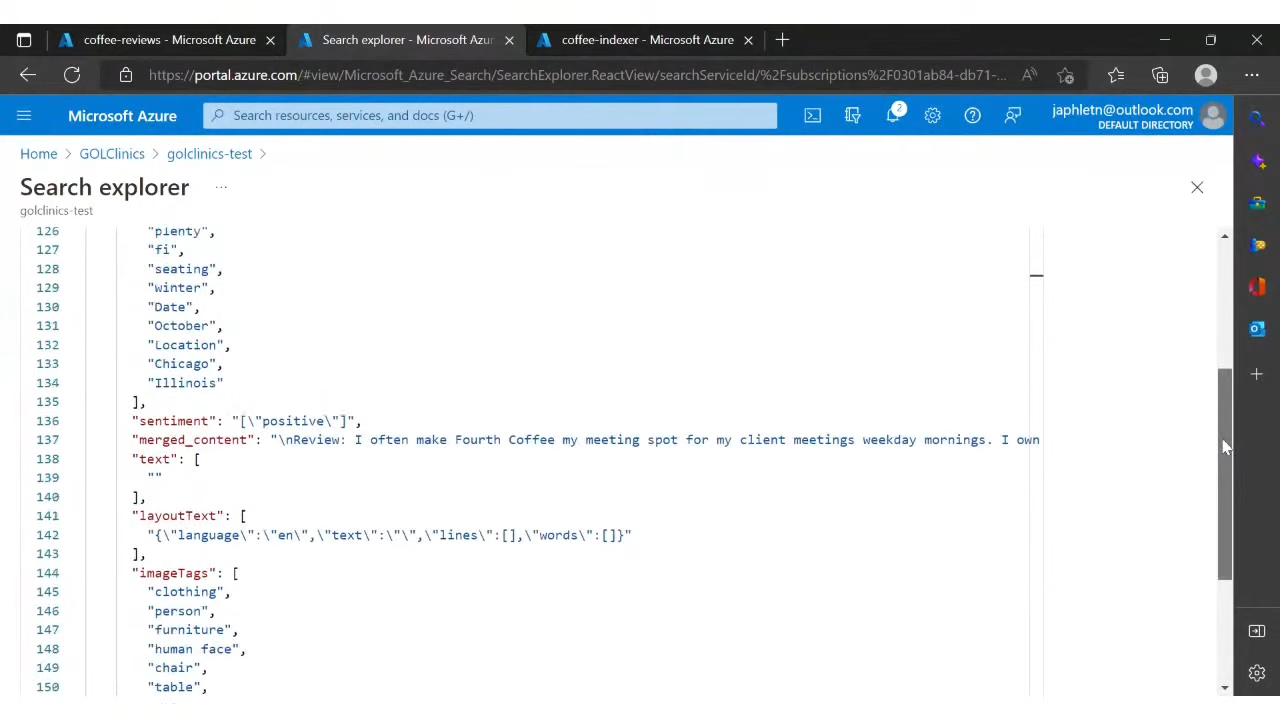 coffee-reviews - Microsoft Azure
Search explorer - Microsoft Azur
coffee-indexer - Microsoft Azure
https://portal.azure.com/#view/Microsoft_Azure_Search/SearchExplorer.ReactView/searchServiceId/%2Fsubscriptions%2F0301ab84-db71-...
Microsoft Azure
Search resources, services, and docs (G+/)
2
japhletn@outlook.com
DEFAULT DIRECTORY
Home > GOLClinics > golclinics-test >
Search explorer ...
golclinics-test
126 "plenty",
127 "fi",
128 "seating",
129 "winter",
130 "Date",
131 "October",
132 "Location",
133 "Chicago",
134 "Illinois"
135 ],
136 "sentiment": "[\"positive\"]",
137 "merged_content": "\nReview: I often make Fourth Coffee my meeting spot for my client meetings weekday mornings. I own
138 "text": [
139 ""
140 ],
141 "layoutText": [
142 "{\"language\":\"en\",\"text\":\"\",\"lines\":[],\"words\":[]}"
143 ],
144 "imageTags": [
145 "clothing",
146 "person",
147 "furniture",
148 "human face",
149 "chair",
150 "table",